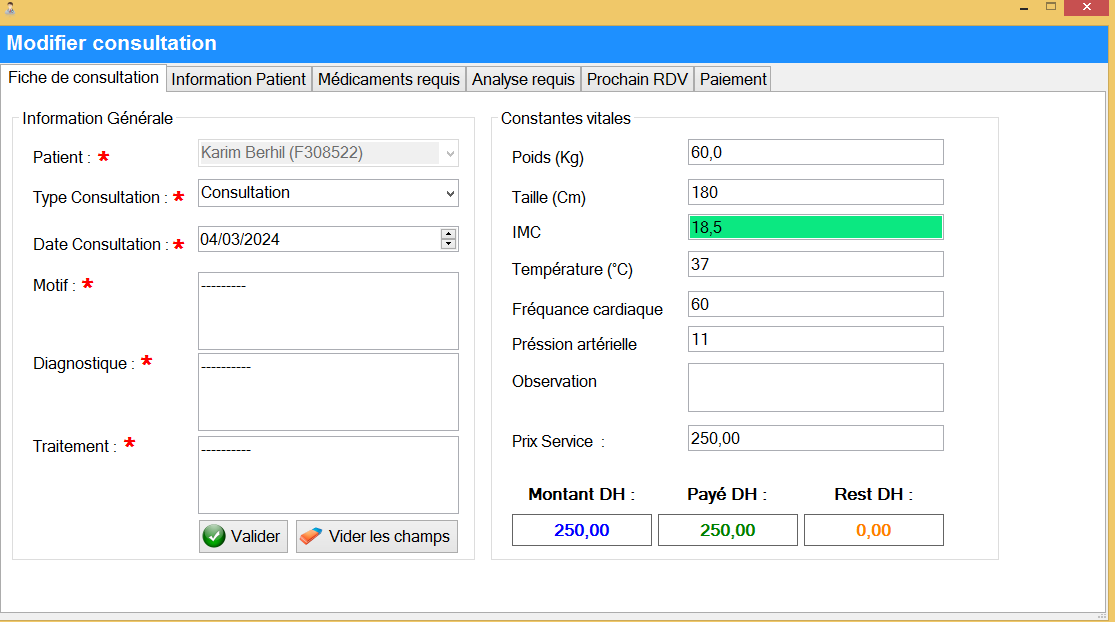 Modifier consultation
Fiche de consultation Information Patient Médicaments requis Analyse requis Prochain RDV Paiement
Information Générale
Patient : * Karim Berhil (F308522)
Type Consultation : * Consultation
Date Consultation : * 04/03/2024
Motif : * ---------
Diagnostique : * ----------
Traitement : * ----------
Valider Vider les champs
Constantes vitales
Poids (Kg) 60,0
Taille (Cm) 180
IMC 18,5
Température (°C) 37
Fréquance cardiaque 60
Préssion artérielle 11
Observation
Prix Service : 250,00
Montant DH : Payé DH : Rest DH :
250,00 250,00 0,00